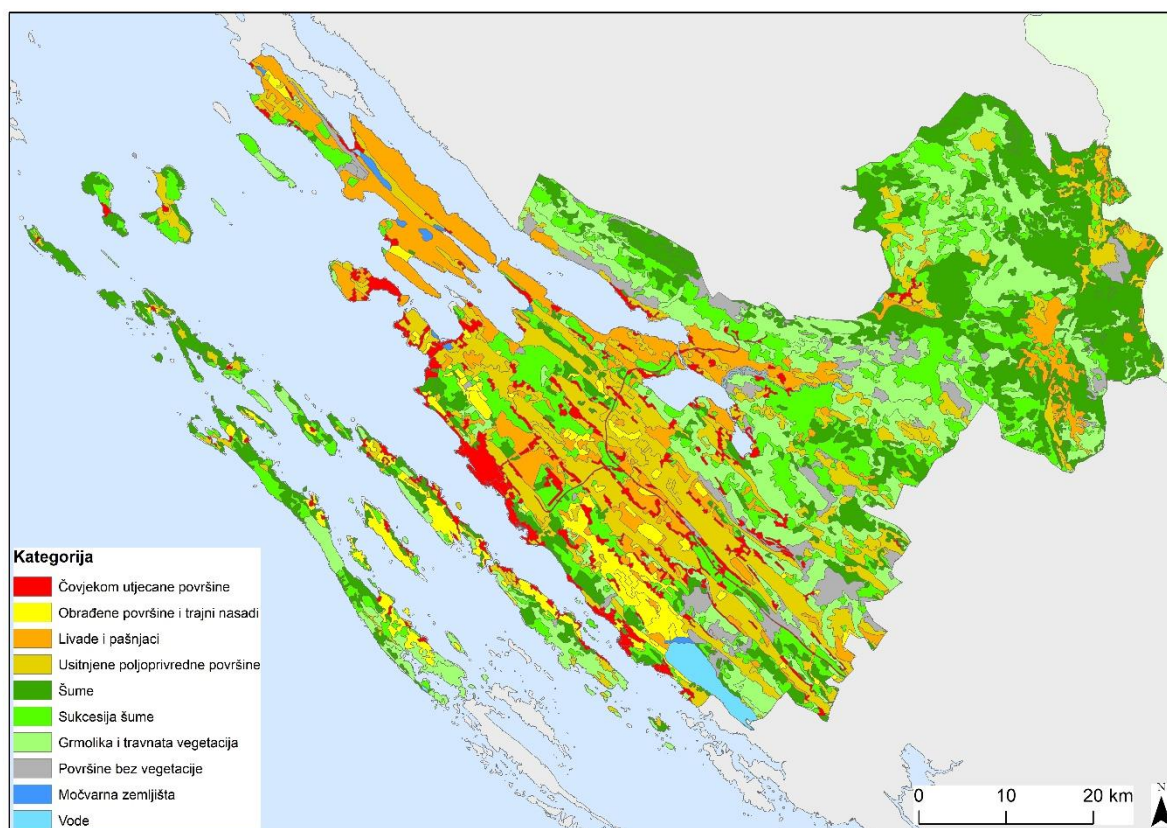 Kategorija
Čovjekom utjecane površine
Obrađene površine i trajni nasadi
Livade i pašnjaci
Usitnjene poljoprivredne površine
Šume
Sukcesija šume
Grmolika i travnata vegetacija
Površine bez vegetacije
Močvarna zemljišta
Vode
0 10 20 km
N